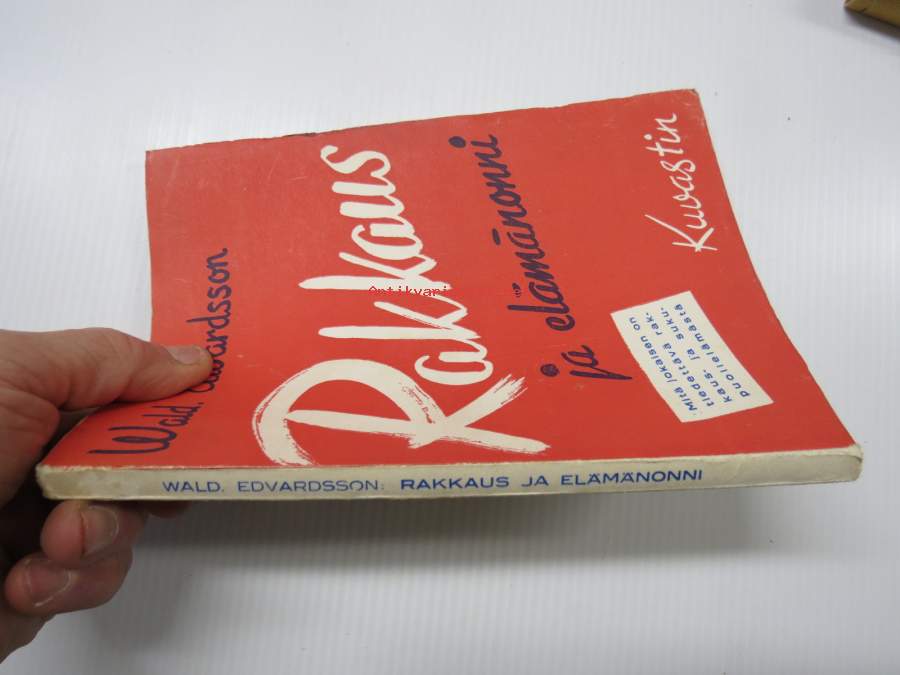 Wald. Edvardsson
Rakkaus
ja elämänonni
Mitä jokaisen on
tiedettävä rak-
kaus- ja suku-
puolielämästä
Kuvastin
WALD. EDVARDSSON: RAKKAUS JA ELÄMÄNONNI
Antikvari